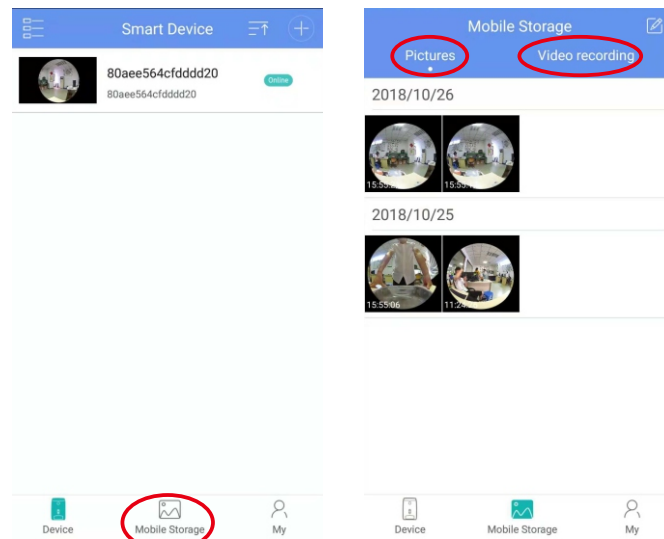 Smart Device
80aee564cfdddd20
80aee564cfdddd20
Online
Device
Mobile Storage
My
Mobile Storage
Pictures
Video recording
2018/10/26
2018/10/25
15:55:06
Device
Mobile Storage
My